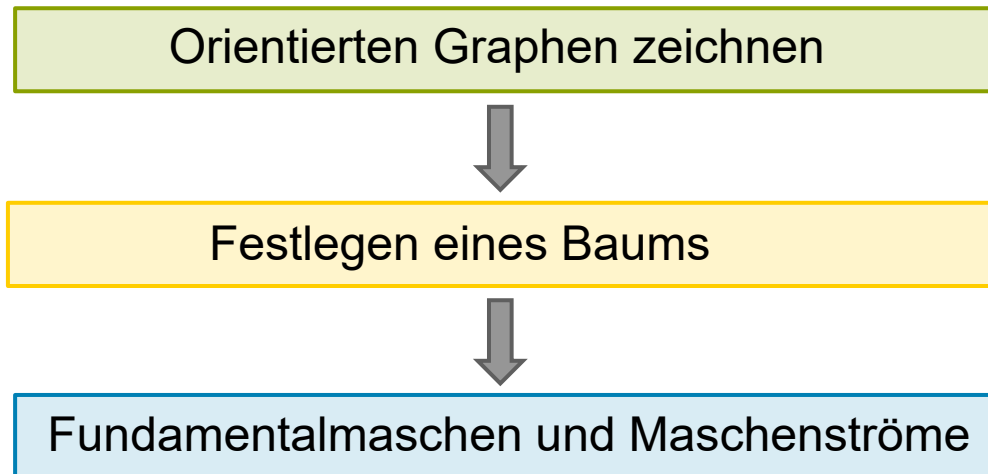 Orientierten Graphen zeichnen
Festlegen eines Baums
Fundamentalmaschen und Maschenströme